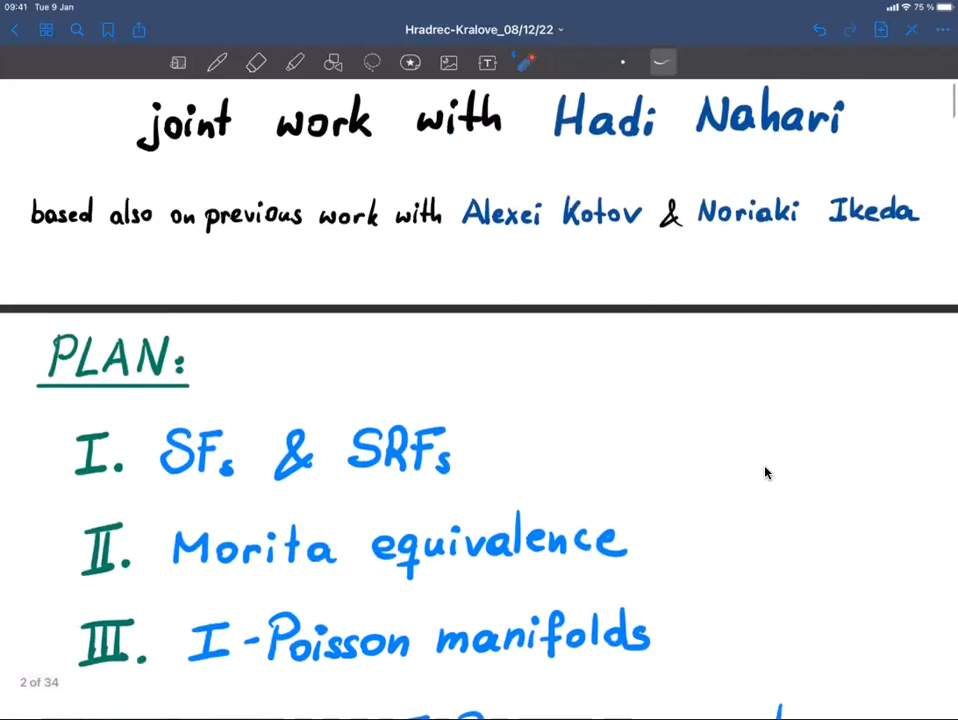 09:41 Tue 9 Jan 75 %
Hradrec-Kralove_08/12/22
joint work with Hadi Nahari
based also on previous work with Alexei Kotov & Noriaki Ikeda
PLAN:
I. SFs & SRFs
II. Morita equivalence
III. I-Poisson manifolds
2 of 34